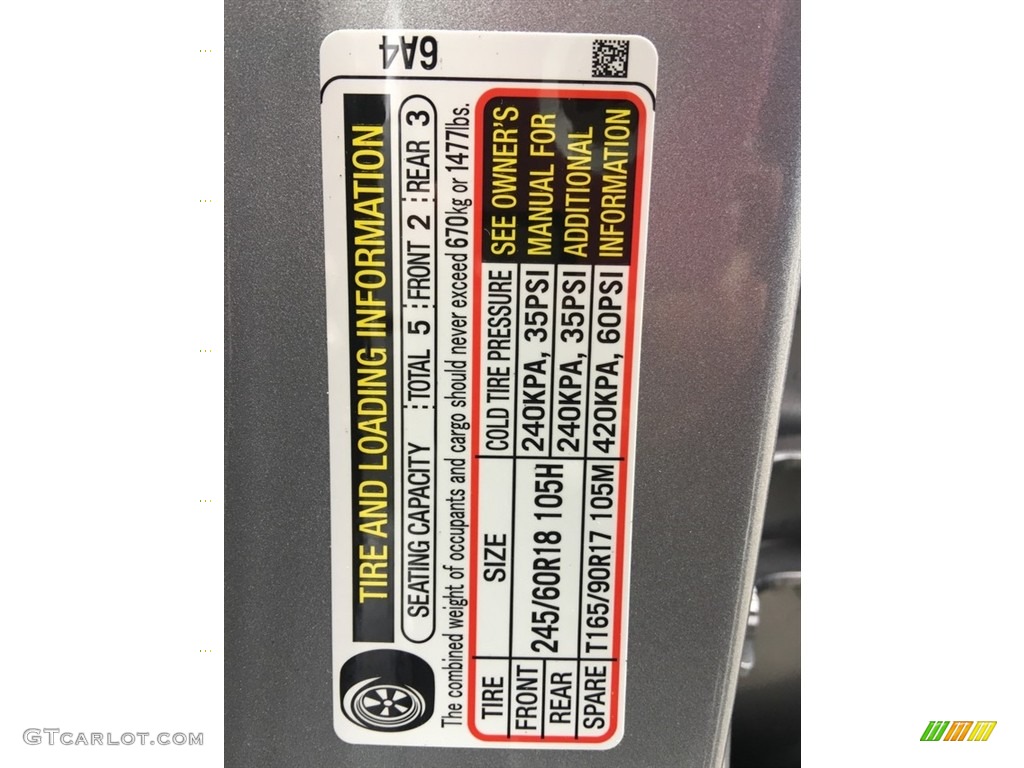 6A4
TIRE AND LOADING INFORMATION
SEATING CAPACITY TOTAL 5 FRONT 2 REAR 3
The combined weight of occupants and cargo should never exceed 670kg or 1477lbs.
TIRE SIZE COLD TIRE PRESSURE
FRONT 245/60R18 105H 240KPA, 35PSI
REAR 240KPA, 35PSI
SPARE T165/90R17 105M 420KPA, 60PSI
SEE OWNER'S
MANUAL FOR
ADDITIONAL
INFORMATION
GTcarlot.com